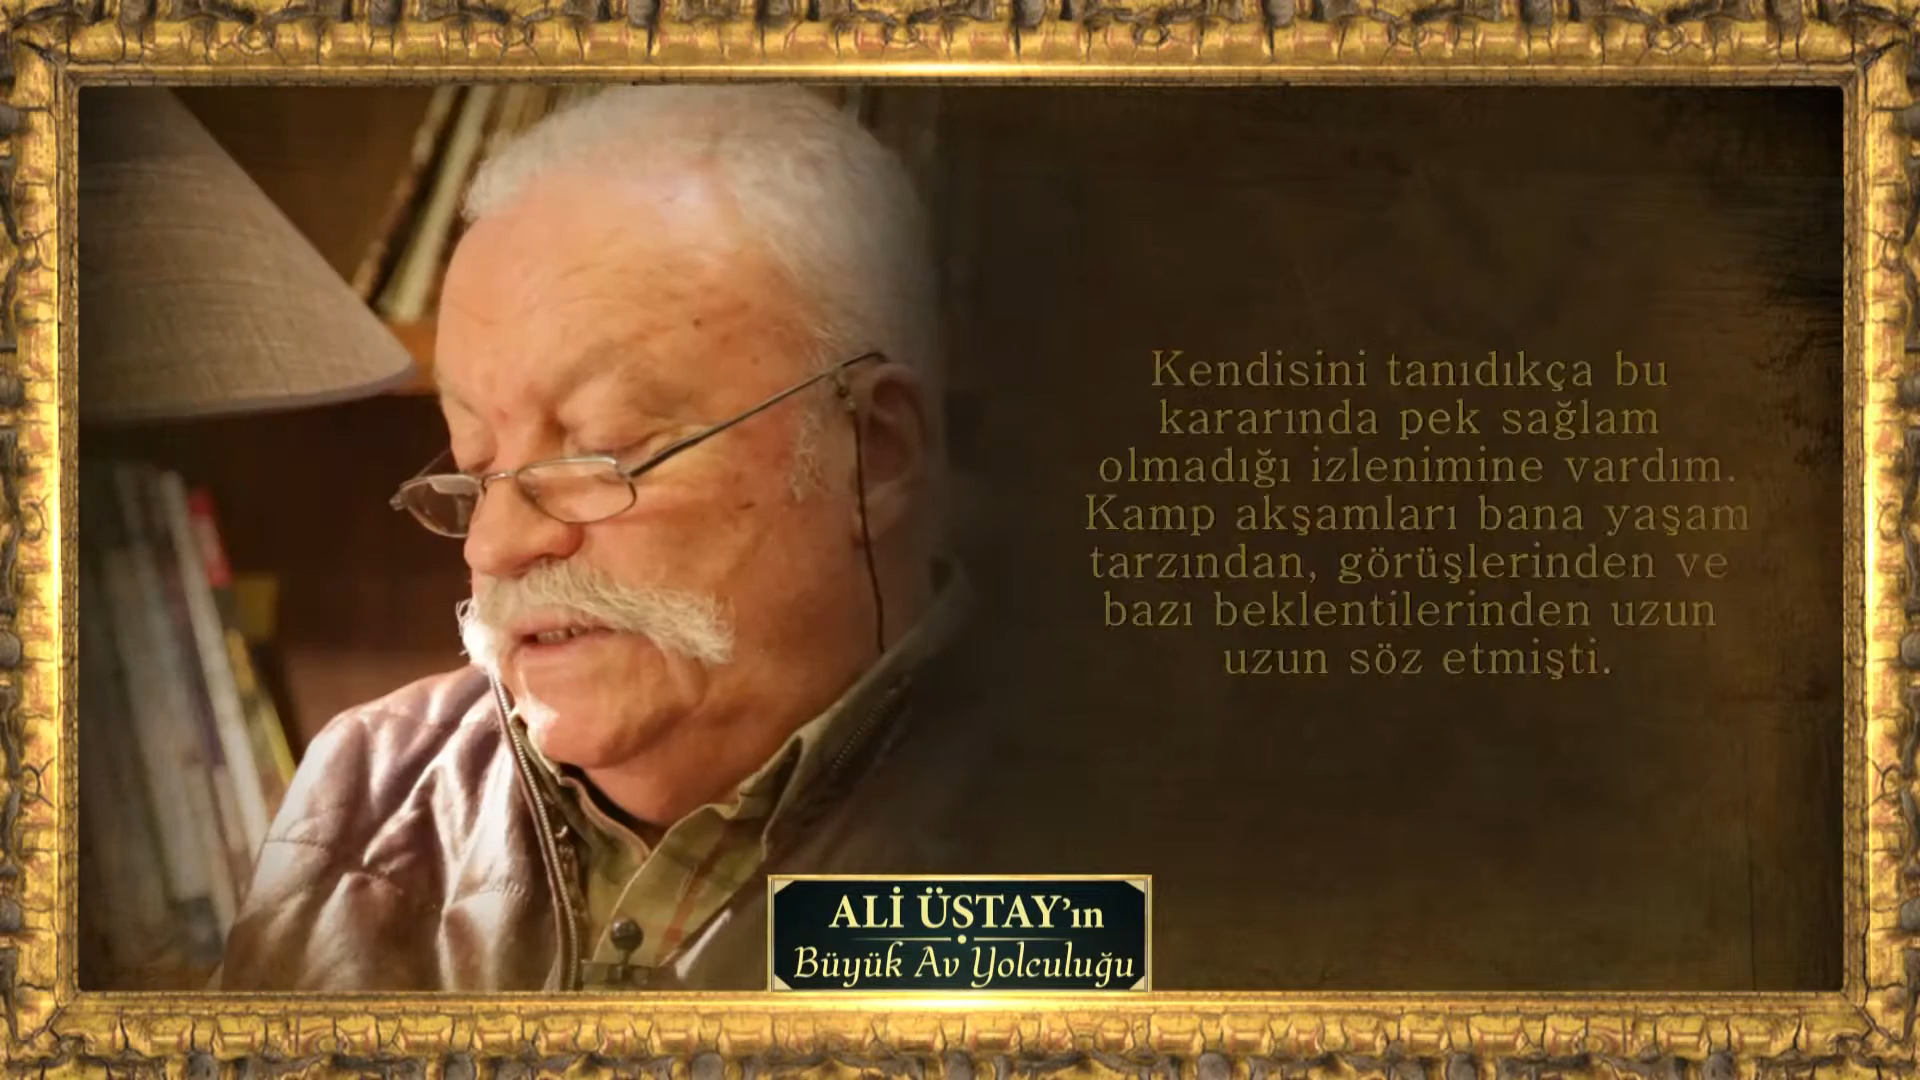 Kendisini tanıdıkça bu
kararında pek sağlam
olmadığı izlenimine vardım.
Kamp akşamları bana yaşam
tarzından, görüşlerinden ve
bazı beklentilerinden uzun
uzun söz etmişti.
ALİ ÜSTAY'ın
Büyük Av Yolculuğu